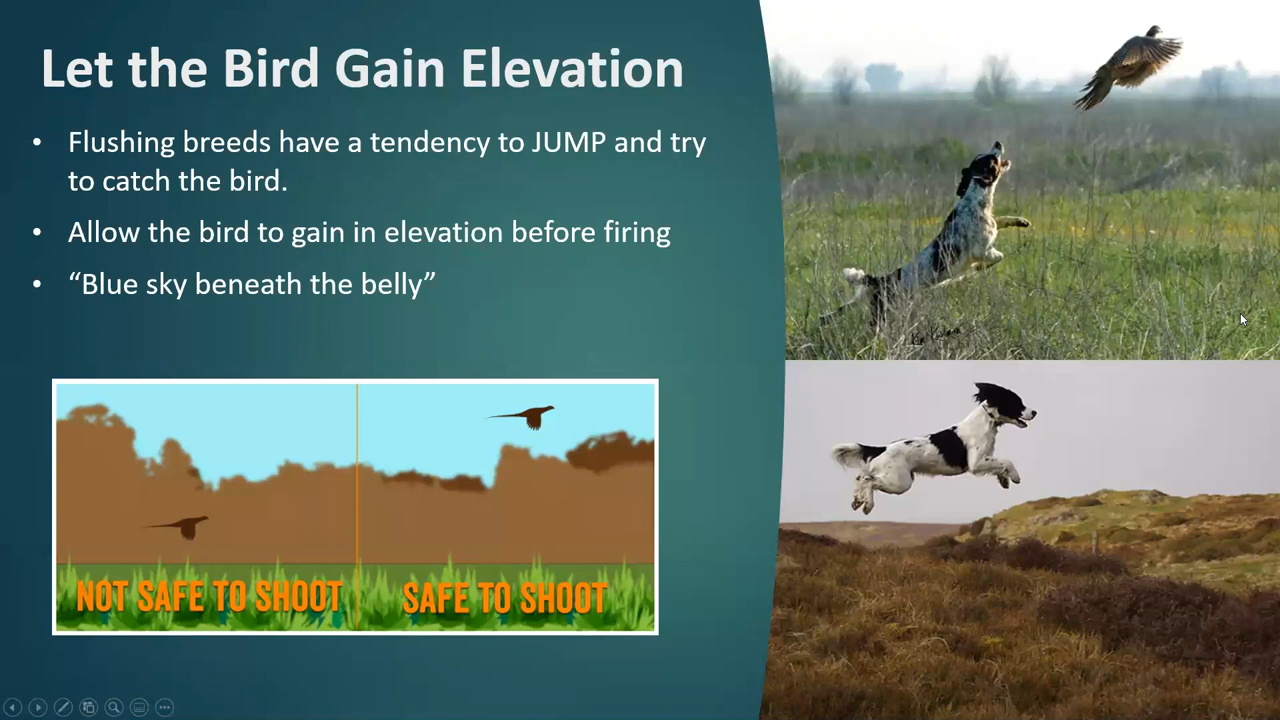 Let the Bird Gain Elevation
• Flushing breeds have a tendency to JUMP and try
to catch the bird.
• Allow the bird to gain in elevation before firing
• “Blue sky beneath the belly”
NOT SAFE TO SHOOT
SAFE TO SHOOT